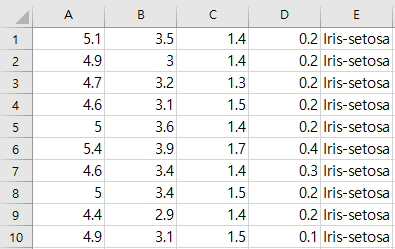 A B C D E
1 5.1 3.5 1.4 0.2 Iris-setosa
2 4.9 3 1.4 0.2 Iris-setosa
3 4.7 3.2 1.3 0.2 Iris-setosa
4 4.6 3.1 1.5 0.2 Iris-setosa
5 5 3.6 1.4 0.2 Iris-setosa
6 5.4 3.9 1.7 0.4 Iris-setosa
7 4.6 3.4 1.4 0.3 Iris-setosa
8 5 3.4 1.5 0.2 Iris-setosa
9 4.4 2.9 1.4 0.2 Iris-setosa
10 4.9 3.1 1.5 0.1 Iris-setosa